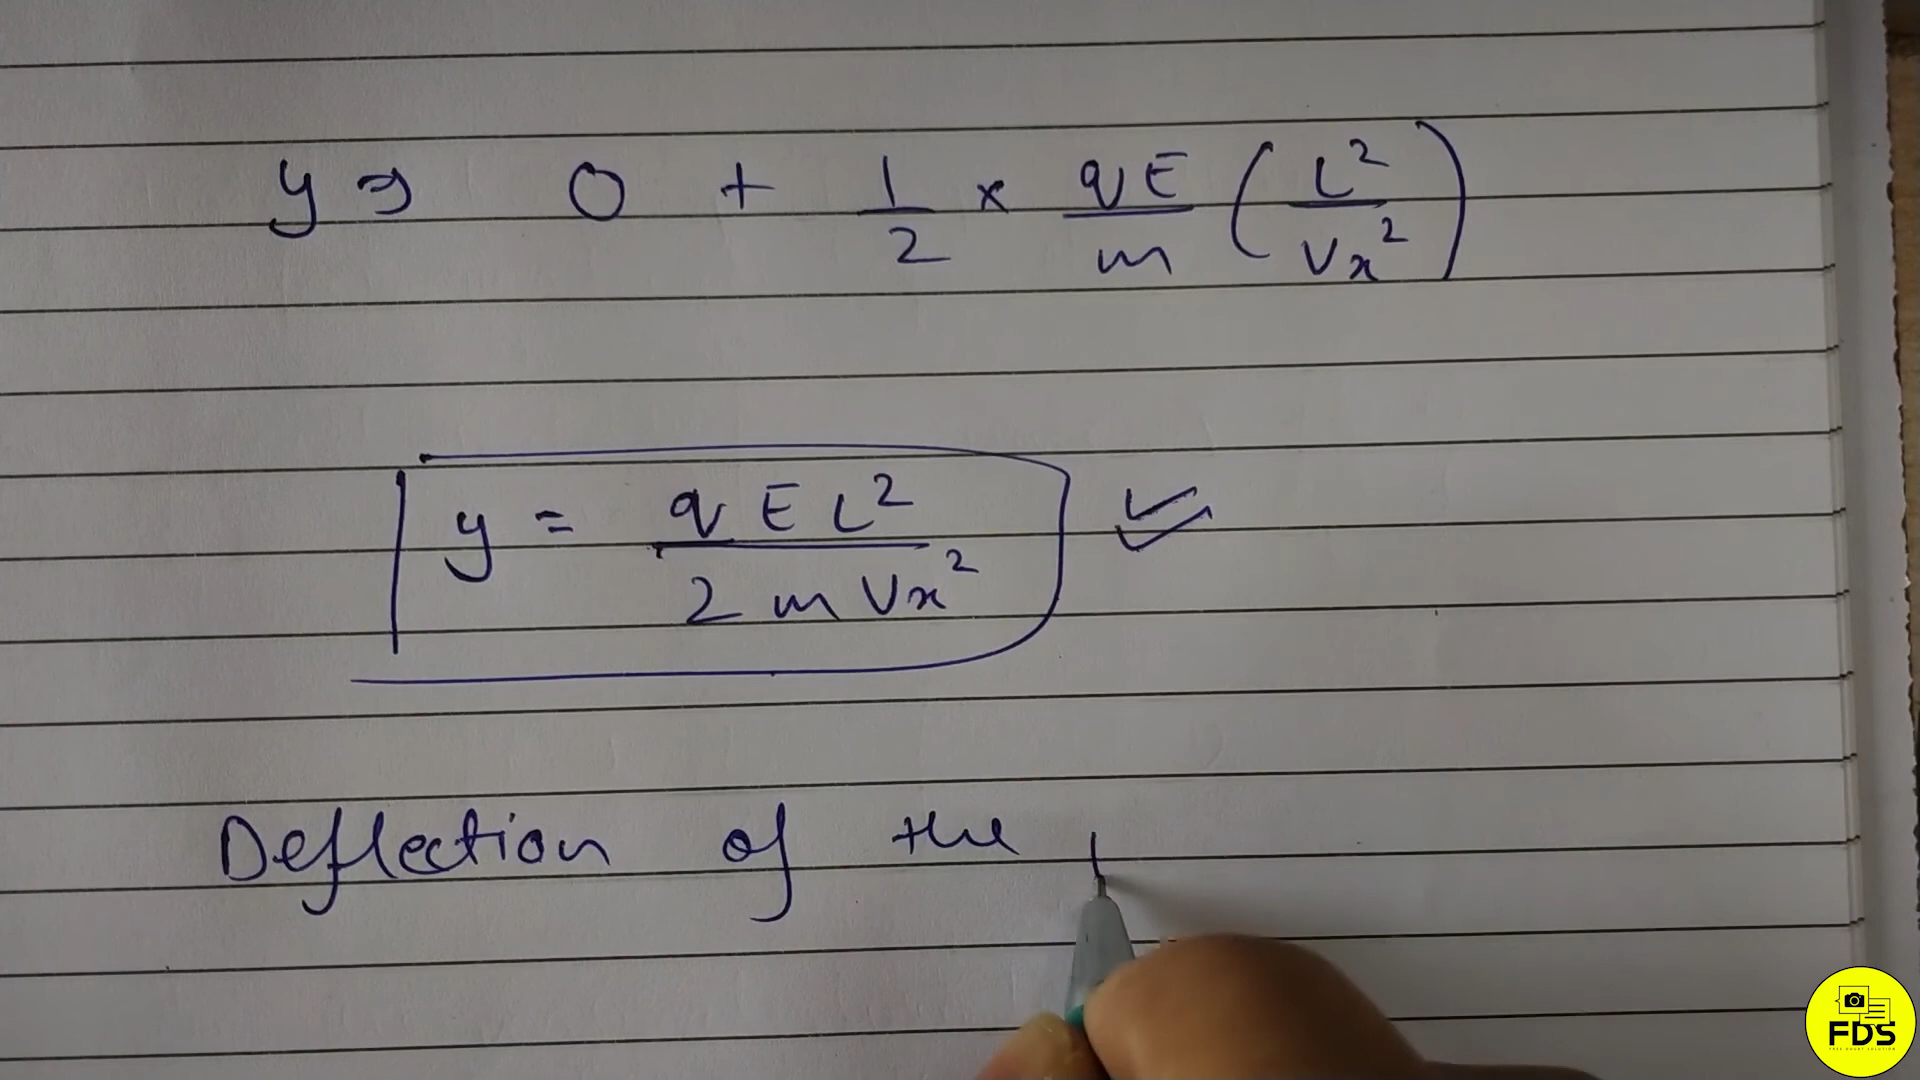 y ⇒ 0 + 1/2 × qE/m (L²/Vx²)
y = qEL²/2mVx²
Deflection of the
FDS